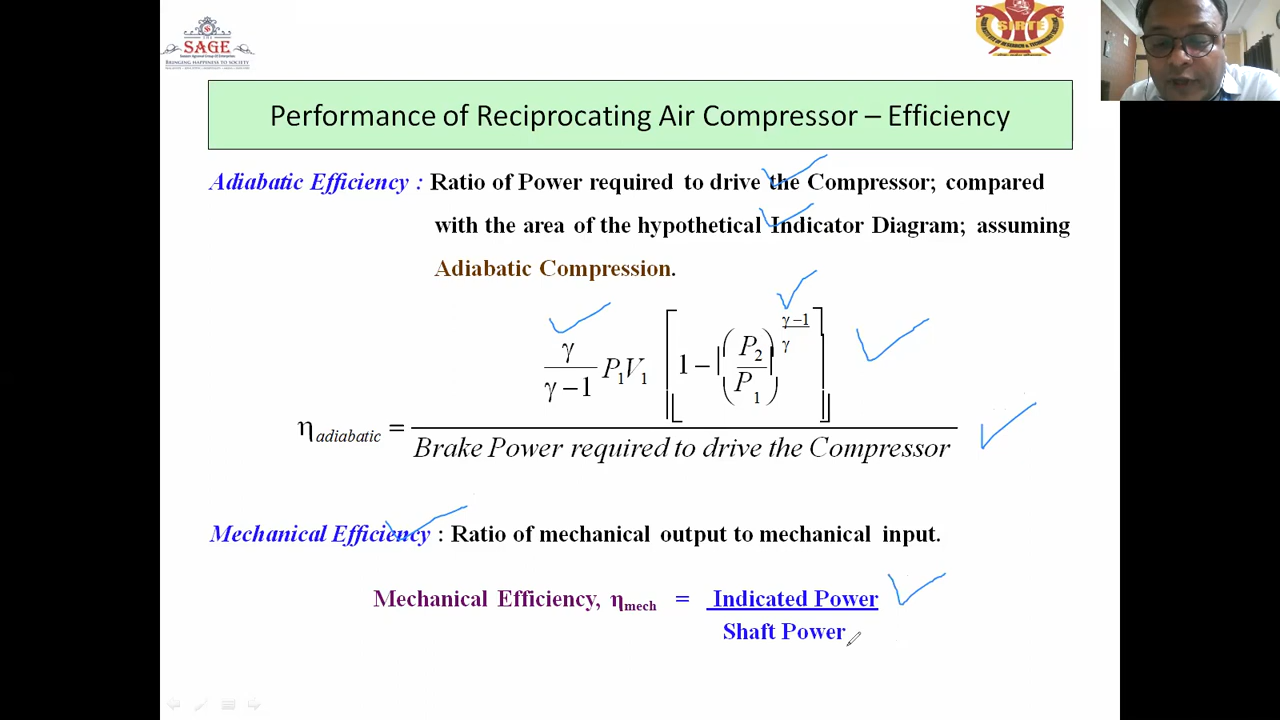 THE
SAGE
BRINGING HAPPINESS TO SOCIETY
SIRTE
Performance of Reciprocating Air Compressor – Efficiency
Adiabatic Efficiency : Ratio of Power required to drive the Compressor; compared
with the area of the hypothetical Indicator Diagram; assuming
Adiabatic Compression.
η adiabatic = γ/(γ−1) P₁V₁ [1 − (P₂/P₁)^((γ−1)/γ)]
Brake Power required to drive the Compressor
Mechanical Efficiency : Ratio of mechanical output to mechanical input.
Mechanical Efficiency, ηmech = Indicated Power
Shaft Power